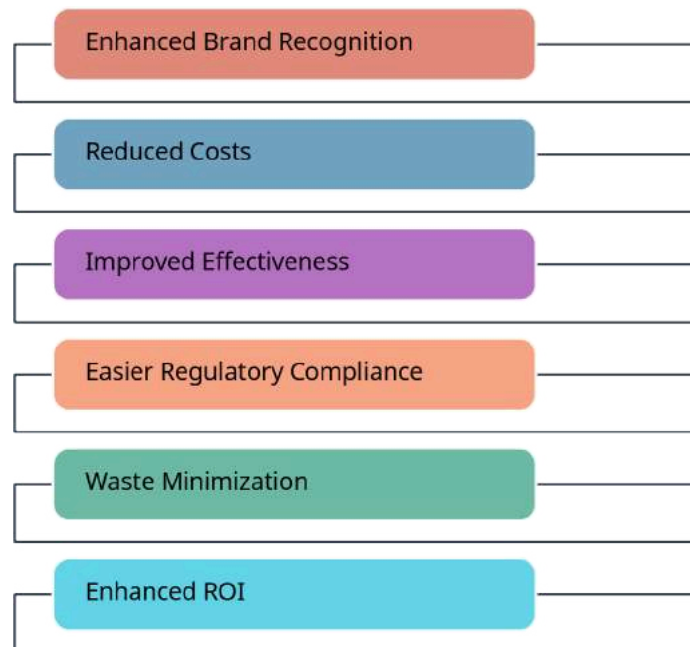 Enhanced Brand Recognition
Reduced Costs
Improved Effectiveness
Easier Regulatory Compliance
Waste Minimization
Enhanced ROI